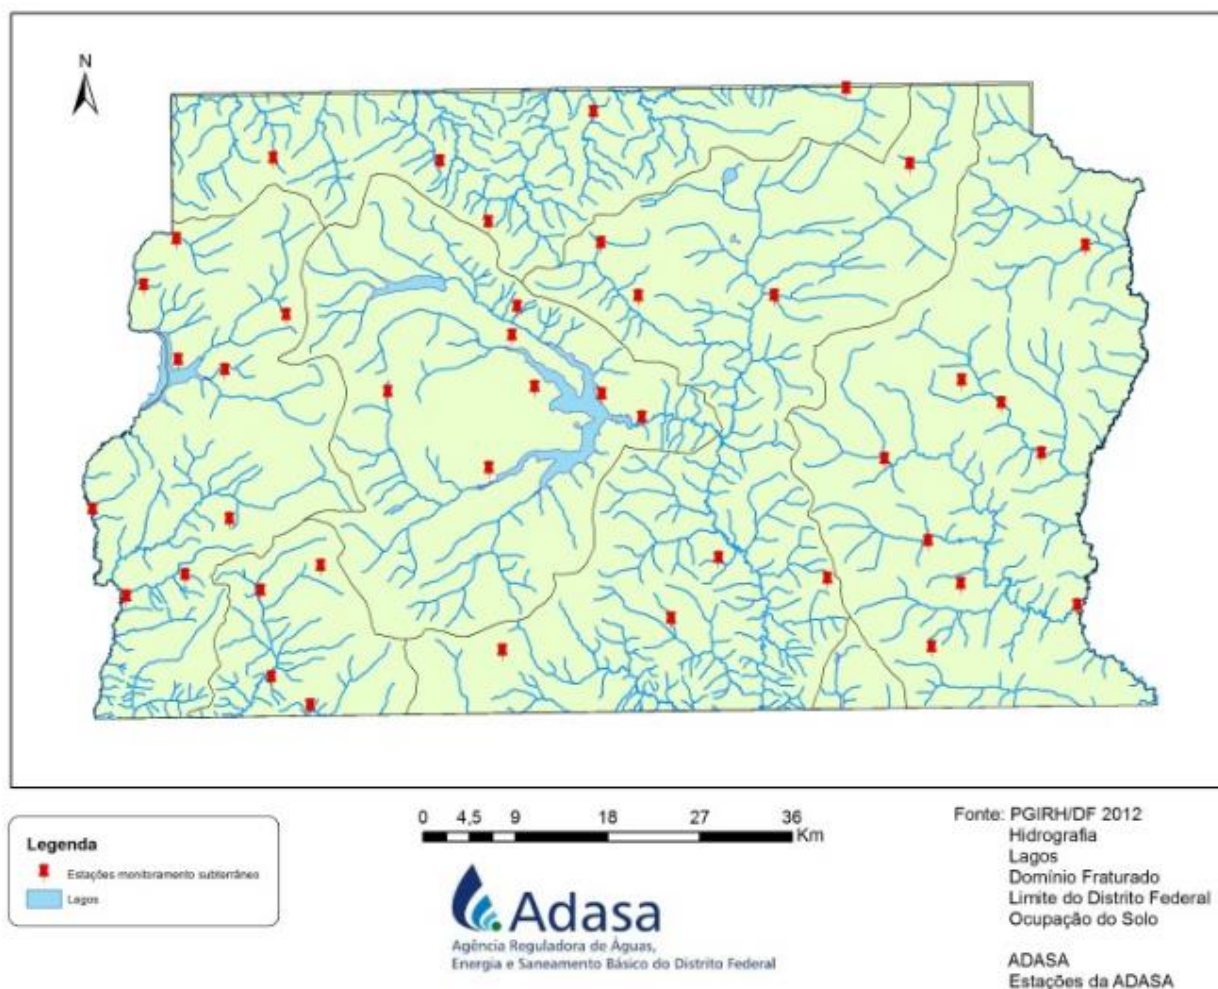 N
0 4,5 9 18 27 36
Km
Legenda
Estações monitoramento subterrâneo
Lagos
Adasa
Agência Reguladora de Águas,
Energia e Saneamento Básico do Distrito Federal
Fonte: PGIRH/DF 2012
Hidrografia
Lagos
Domínio Fraturado
Limite do Distrito Federal
Ocupação do Solo
ADASA
Estações da ADASA